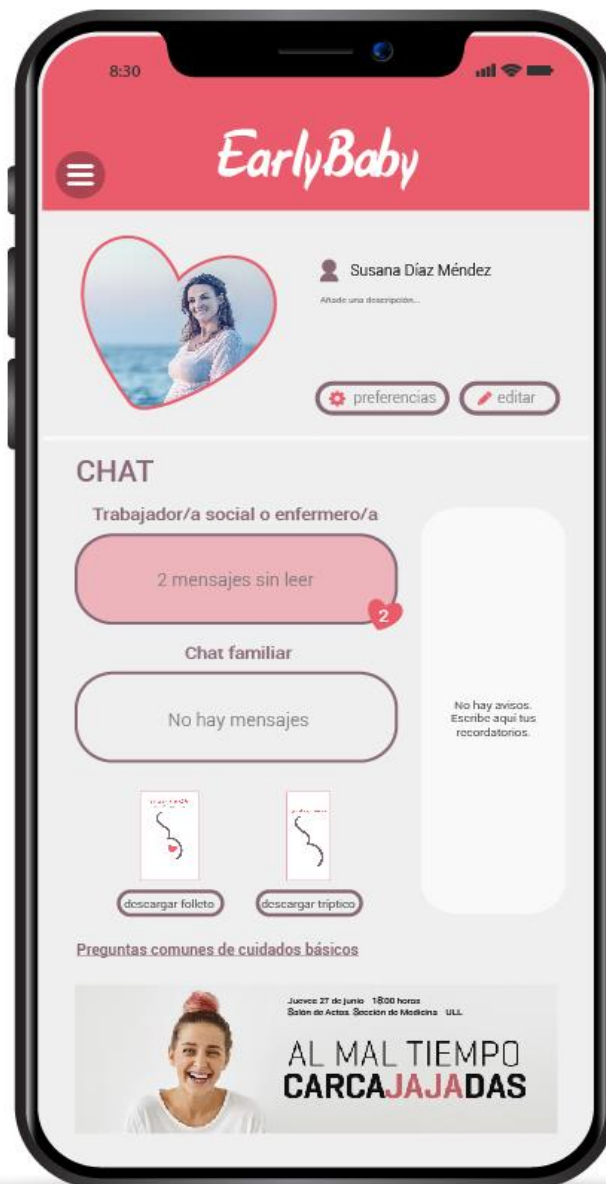 8:30
EarlyBaby
Susana Díaz Méndez
Añade una descripción...
preferencias
editar
CHAT
Trabajador/a social o enfermero/a
2 mensajes sin leer
2
Chat familiar
No hay mensajes
No hay avisos.
Escribe aquí tus
recordatorios.
descargar folleto
descargar tríptico
Preguntas comunes de cuidados básicos
Jueves 27 de junio 18:00 horas
Salón de Actos. Sección de Medicina ULL
AL MAL TIEMPO
CARCAJAJADAS